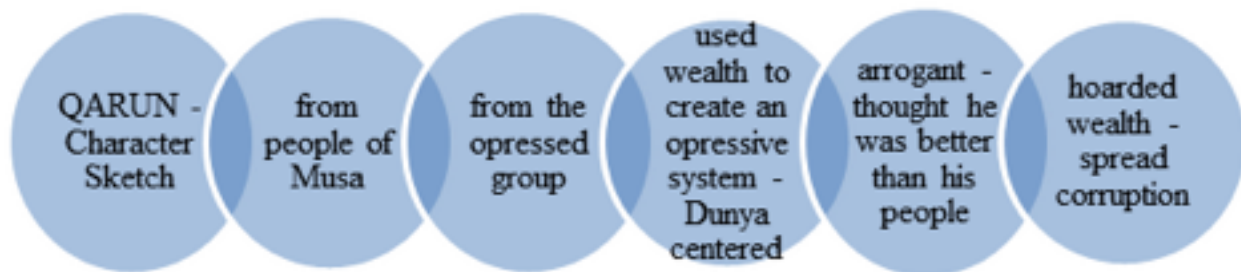 QARUN -
Character
Sketch
from
people of
Musa
from the
opressed
group
used
wealth to
create an
opressive
system -
Dunya
centered
arrogant -
thought he
was better
than his
people
hoarded
wealth -
spread
corruption